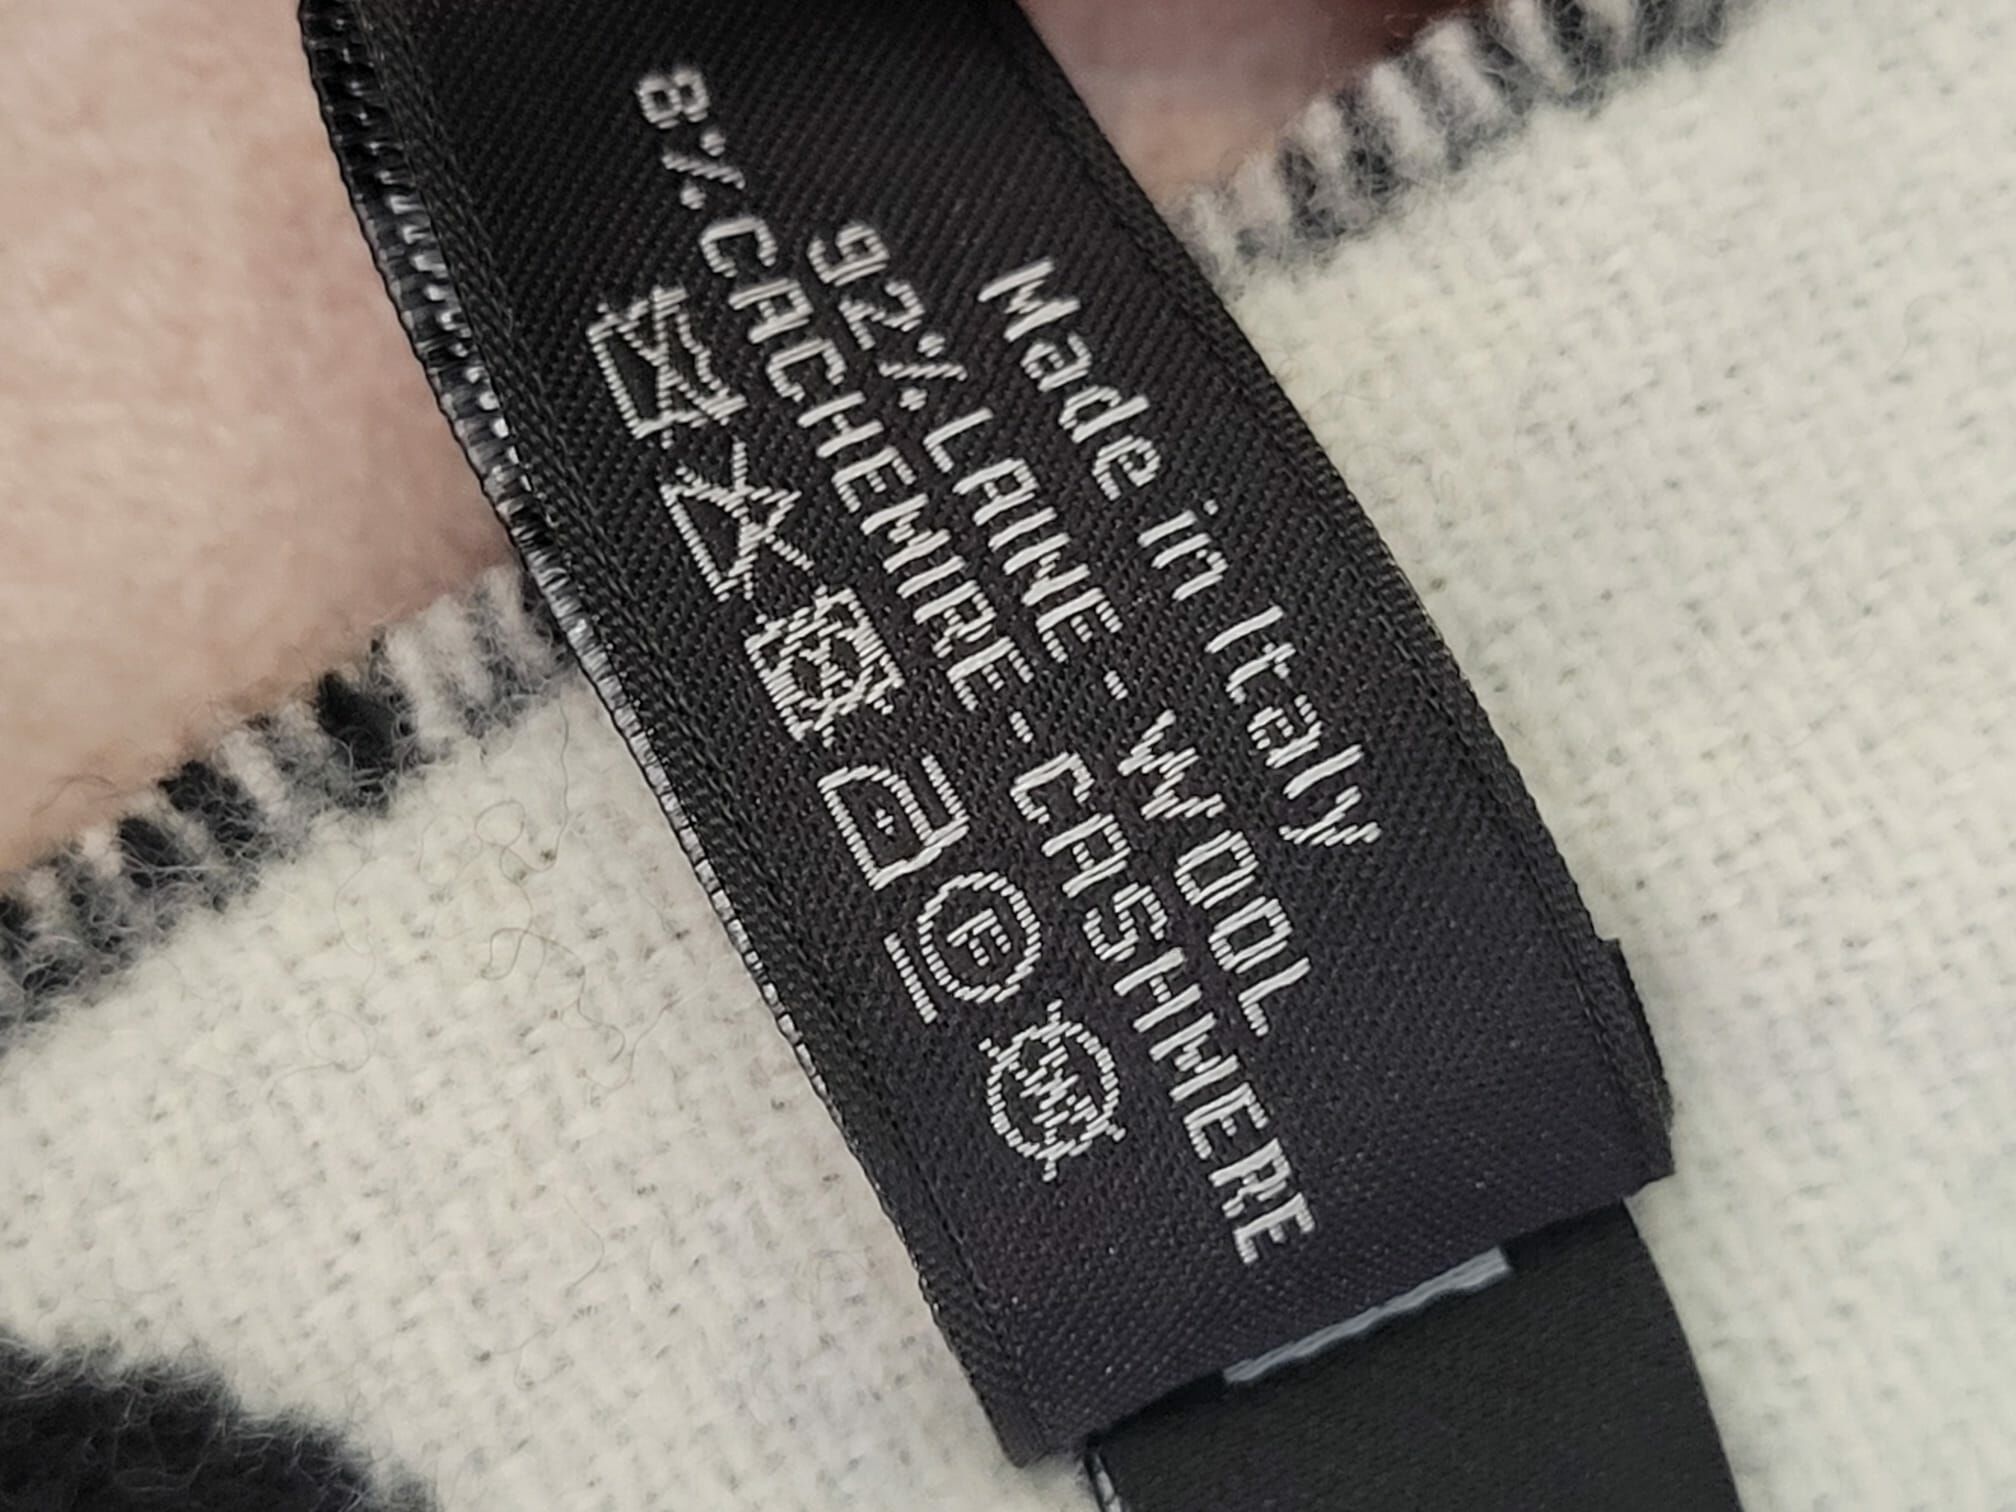 Made in Italy
92% LAINE - WOOL
8% CACHEMIRE - CASHMERE
F
W